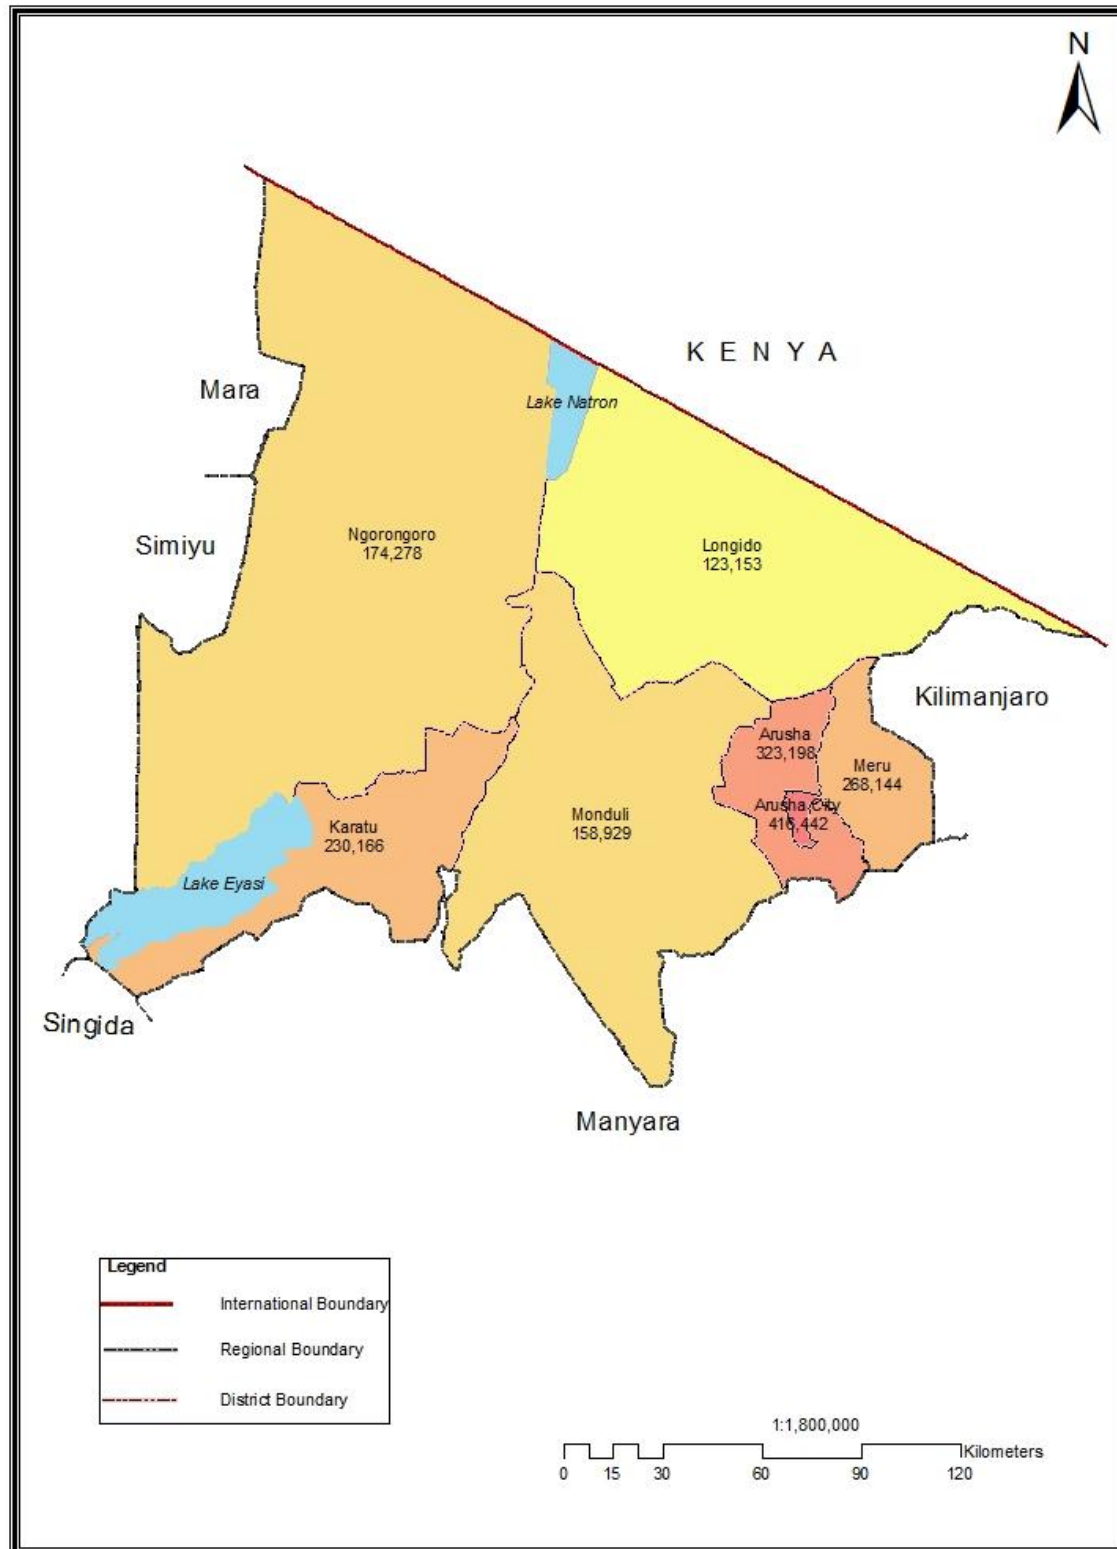 N
KENYA
Mara
Lake Natron
Simiyu
Ngorongoro
174,278
Longido
123,153
Kilimanjaro
Arusha
323,198
Meru
268,144
Arusha City
416,442
Monduli
158,929
Karatu
230,166
Lake Eyasi
Singida
Manyara
Legend
International Boundary
Regional Boundary
District Boundary
1:1,800,000
Kilometers
0 15 30 60 90 120